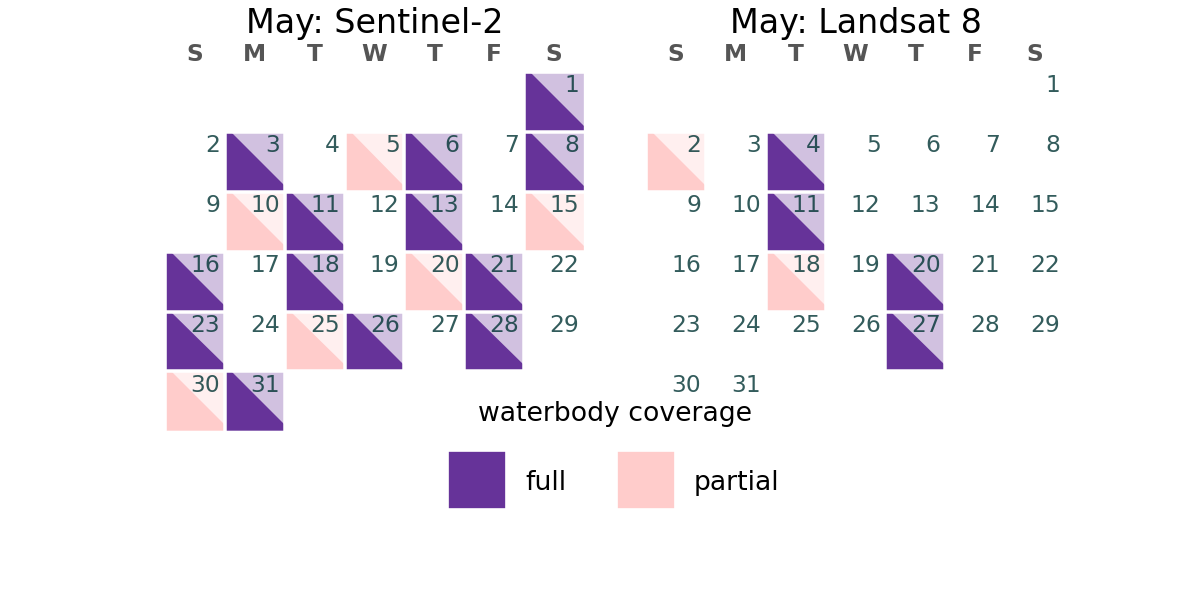 May: Sentinel-2
S M T W T F S
1
2 3 4 5 6 7 8
9 10 11 12 13 14 15
16 17 18 19 20 21 22
23 24 25 26 27 28 29
30 31
May: Landsat 8
S M T W T F S
1
2 3 4 5 6 7 8
9 10 11 12 13 14 15
16 17 18 19 20 21 22
23 24 25 26 27 28 29
30 31
waterbody coverage
full
partial